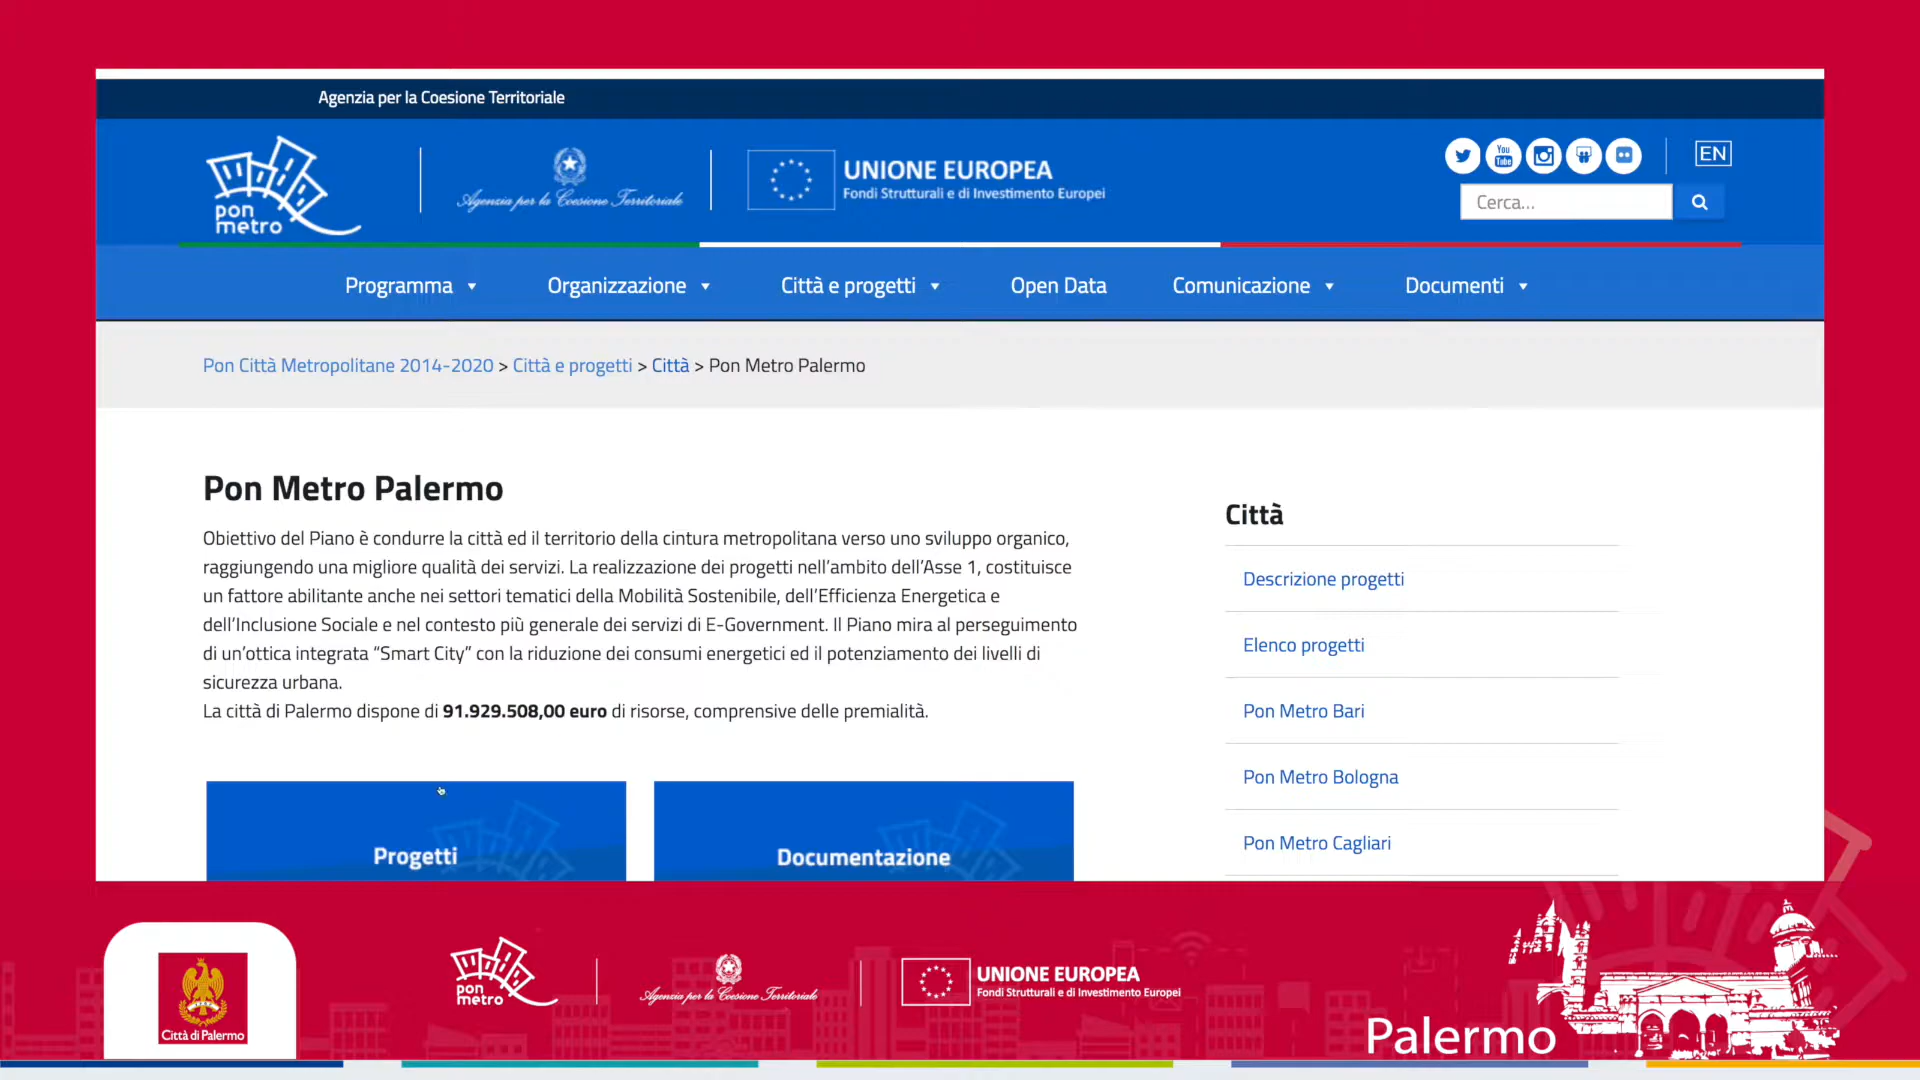 Agenzia per la Coesione Territoriale
pon
metro
Agenzia per la Coesione Territoriale
UNIONE EUROPEA
Fondi Strutturali e di Investimento Europei
You
Tube
EN
Cerca...
Programma
Organizzazione
Città e progetti
Open Data
Comunicazione
Documenti
Pon Città Metropolitane 2014-2020 > Città e progetti > Città > Pon Metro Palermo
Pon Metro Palermo
Obiettivo del Piano è condurre la città ed il territorio della cintura metropolitana verso uno sviluppo organico,
raggiungendo una migliore qualità dei servizi. La realizzazione dei progetti nell'ambito dell'Asse 1, costituisce
un fattore abilitante anche nei settori tematici della Mobilità Sostenibile, dell'Efficienza Energetica e
dell'Inclusione Sociale e nel contesto più generale dei servizi di E-Government. Il Piano mira al perseguimento
di un'ottica integrata “Smart City” con la riduzione dei consumi energetici ed il potenziamento dei livelli di
sicurezza urbana.
La città di Palermo dispone di 91.929.508,00 euro di risorse, comprensive delle premialità.
Progetti
Documentazione
Città
Descrizione progetti
Elenco progetti
Pon Metro Bari
Pon Metro Bologna
Pon Metro Cagliari
Città di Palermo
pon
metro
Agenzia per la Coesione Territoriale
UNIONE EUROPEA
Fondi Strutturali e di Investimento Europei
Palermo